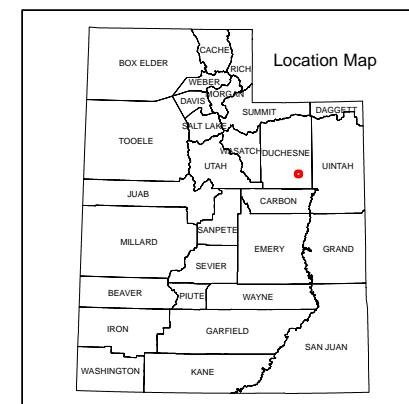 Location Map
BOX ELDER
CACHE
RICH
WEBER
MORGAN
DAVIS
SUMMIT
DAGGETT
SALT LAKE
TOOELE
WASATCH
DUCHESNE
UTAH
UINTAH
JUAB
CARBON
SANPETE
MILLARD
EMERY
GRAND
SEVIER
BEAVER
PIUTE
WAYNE
IRON
GARFIELD
SAN JUAN
WASHINGTON
KANE